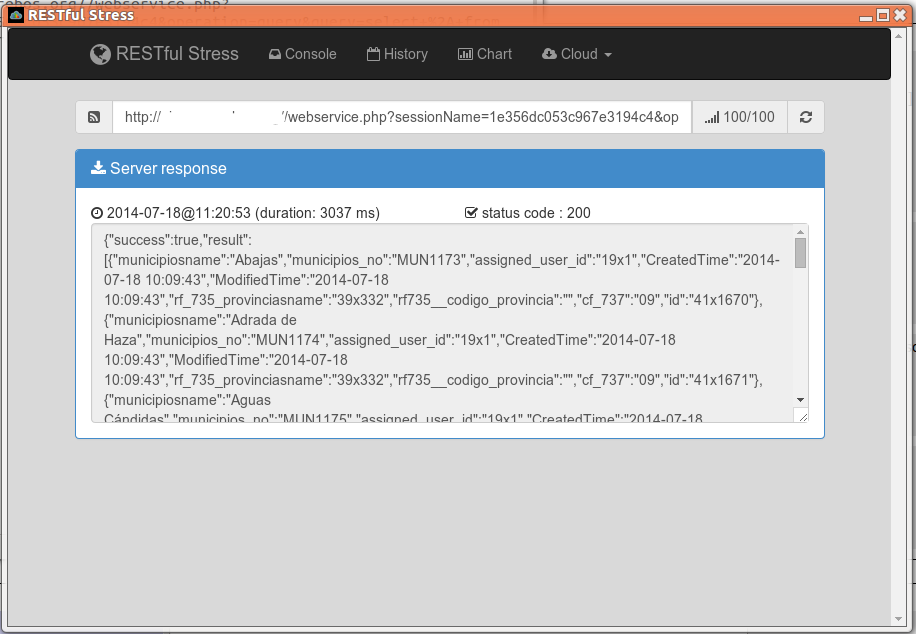 RESTful Stress
RESTful Stress Console History Chart Cloud
http:// //webservice.php?sessionName=1e356dc053c967e3194c4&op 100/100
Server response
2014-07-18@11:20:53 (duration: 3037 ms) status code : 200
{"success":true,"result":
[{"municipiosname":"Abajas","municipios_no":"MUN1173","assigned_user_id":"19x1","CreatedTime":"2014-
07-18 10:09:43","ModifiedTime":"2014-07-18
10:09:43","rf_735_provinciasname":"39x332","rf735__codigo_provincia":"","cf_737":"09","id":"41x1670"},
{"municipiosname":"Adrada de
Haza","municipios_no":"MUN1174","assigned_user_id":"19x1","CreatedTime":"2014-07-18
10:09:43","ModifiedTime":"2014-07-18
10:09:43","rf_735_provinciasname":"39x332","rf735__codigo_provincia":"","cf_737":"09","id":"41x1671"},
{"municipiosname":"Aguas
Cándidas","municipios_no":"MUN1175","assigned_user_id":"19x1","CreatedTime":"2014-07-18